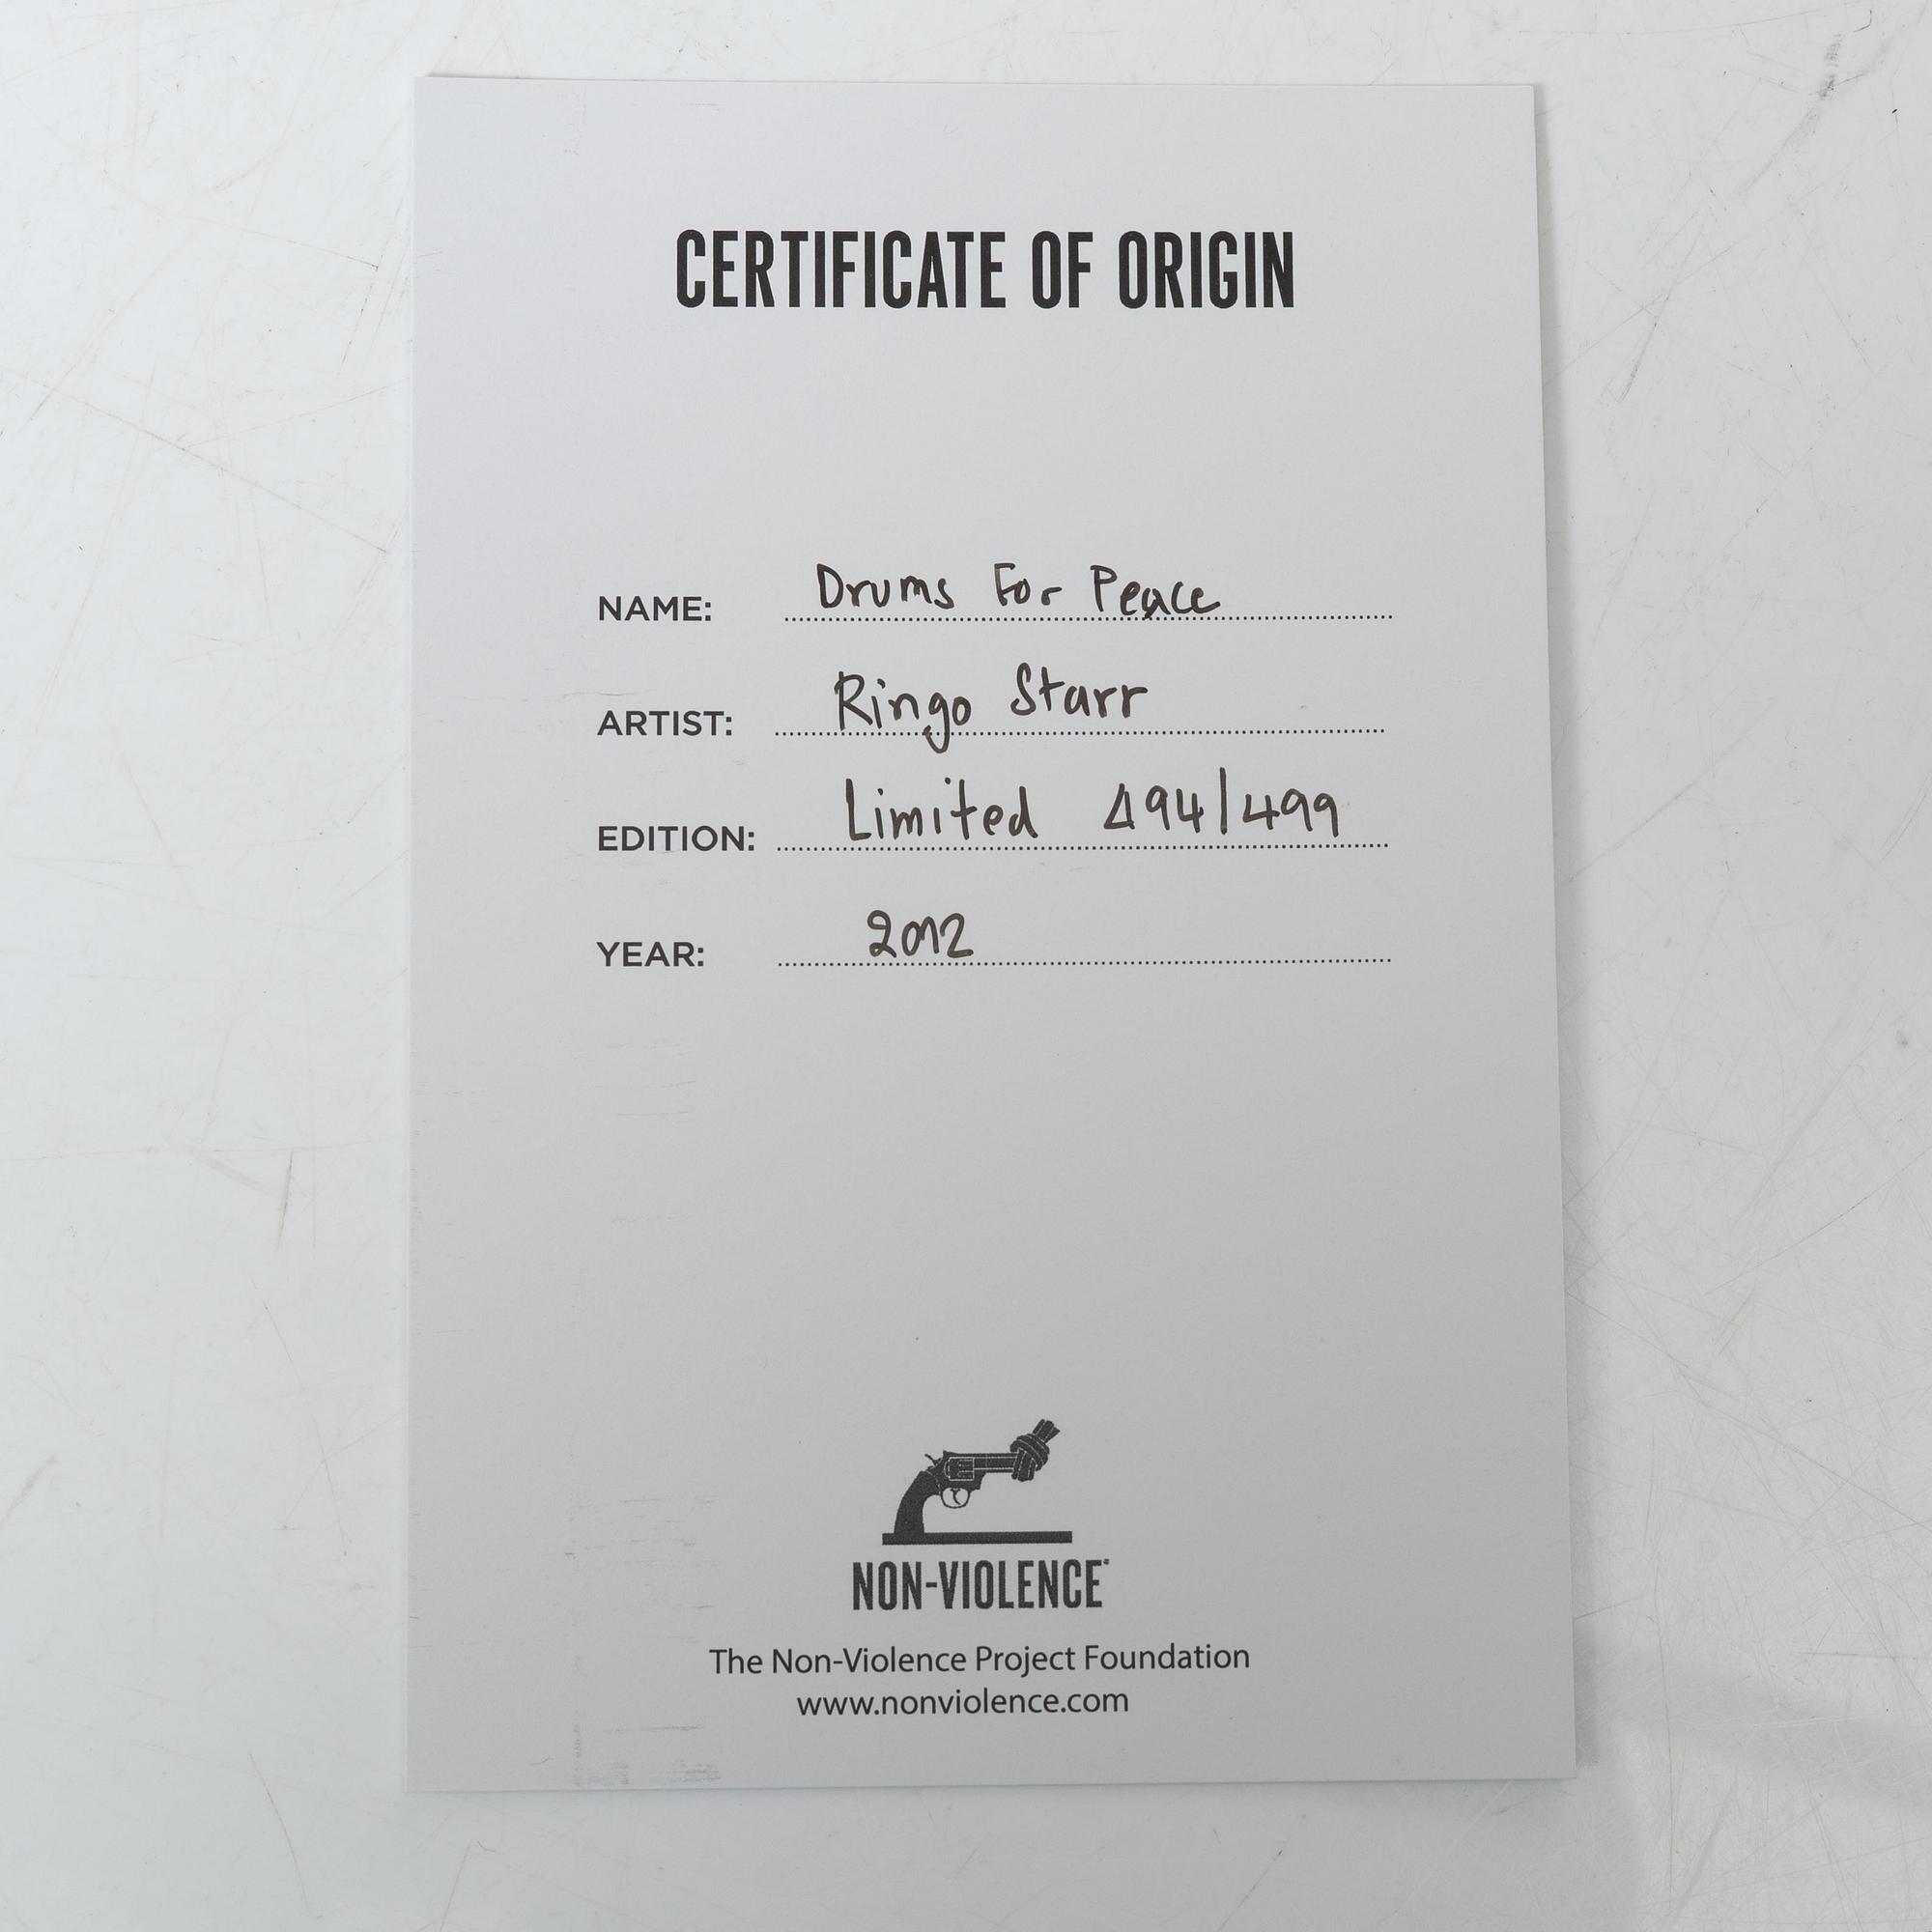 CERTIFICATE OF ORIGIN
NAME: Drums For Peace
ARTIST: Ringo Starr
EDITION: Limited 494/499
YEAR: 2012
NON-VIOLENCE
The Non-Violence Project Foundation
www.nonviolence.com